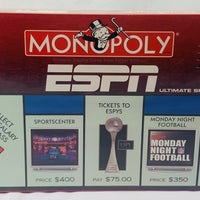 MONOPOLY
ESPN
ULTIMATE S
SPORTSCENTER
PRICE $400
TICKETS TO
ESPYS
PAY $75.00
MONDAY NIGHT
FOOTBALL
MONDAY
NIGHT
FOOTBALL
PRICE $350